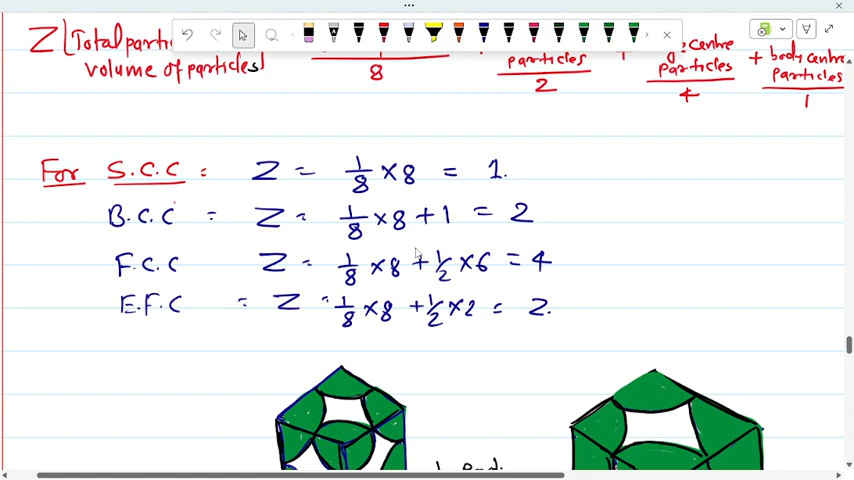 Z [Total parti
volume of particles]
8
particles
2
centre
particles
4
+ body centre
particles
1
For S.C.C = Z = 1/8 × 8 = 1.
B.C.C = Z = 1/8 × 8 + 1 = 2
F.C.C Z = 1/8 × 8 + 1/2 × 6 = 4
E.F.C = Z = 1/8 × 8 + 1/2 × 2 = 2.